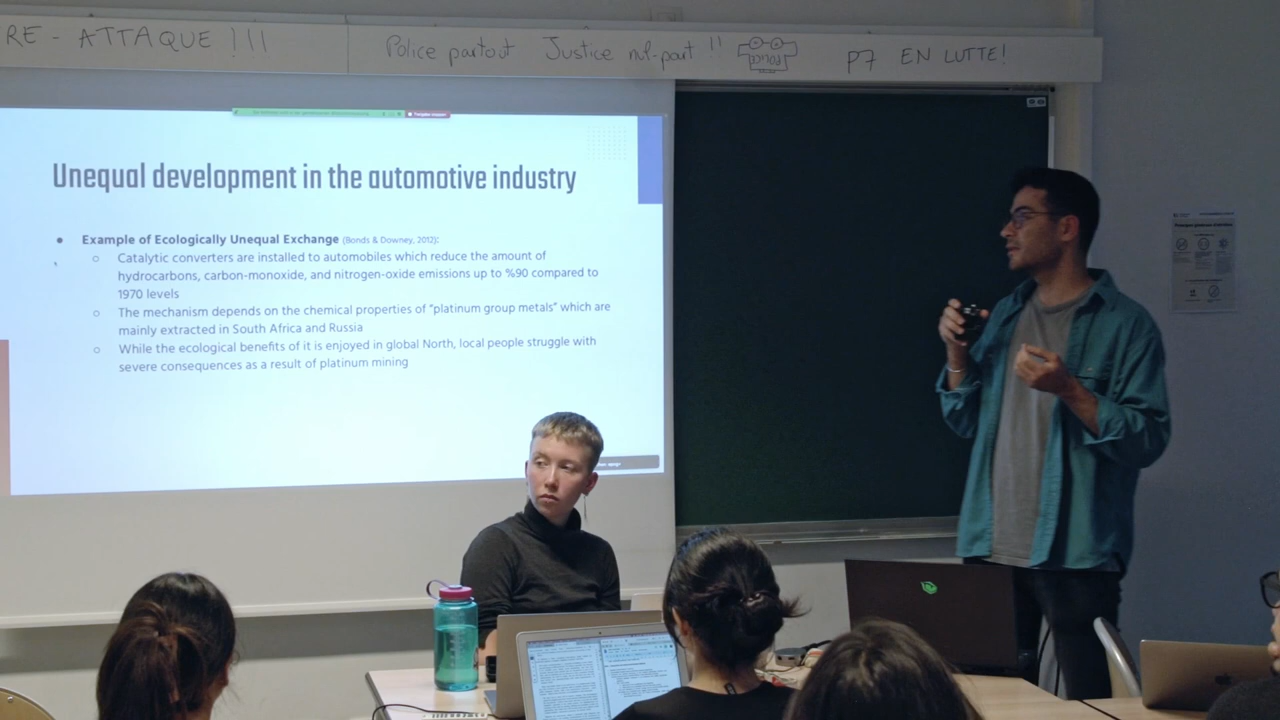 RE - ATTAQUE !!!
Police partout Justice nul-part !!
POLICE
P7 EN LUTTE!
Unequal development in the automotive industry
● Example of Ecologically Unequal Exchange (Bonds & Downey, 2012):
○ Catalytic converters are installed to automobiles which reduce the amount of
hydrocarbons, carbon-monoxide, and nitrogen-oxide emissions up to %90 compared to
1970 levels
○ The mechanism depends on the chemical properties of "platinum group metals" which are
mainly extracted in South Africa and Russia
○ While the ecological benefits of it is enjoyed in global North, local people struggle with
severe consequences as a result of platinum mining